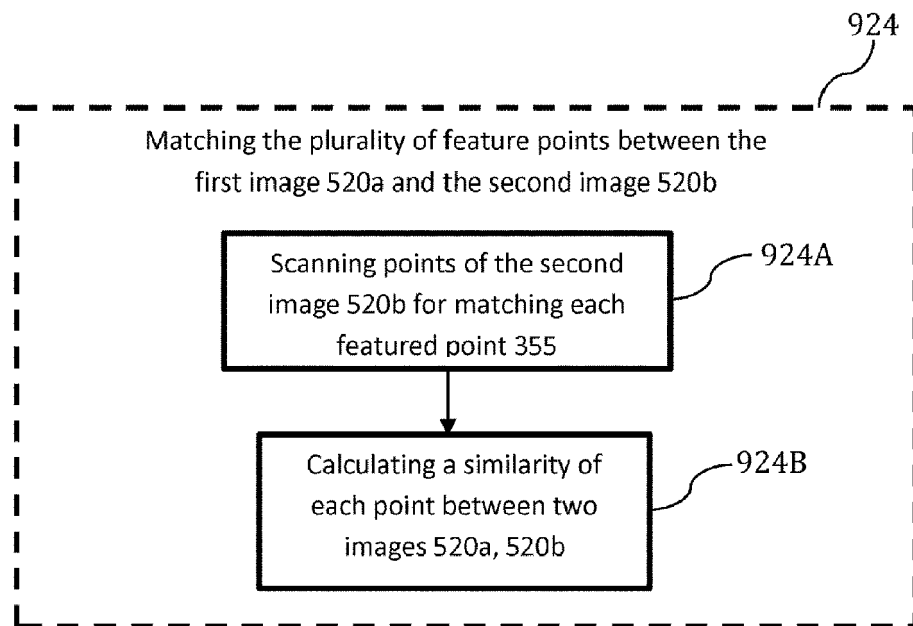 924
Matching the plurality of feature points between the
first image 520a and the second image 520b
Scanning points of the second
image 520b for matching each
featured point 355
924A
Calculating a similarity of
each point between two
images 520a, 520b
924B